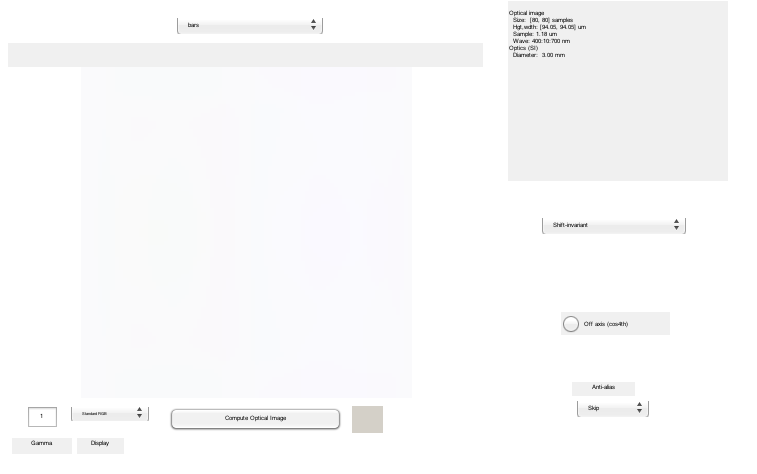 bars
Optical image
Size: [80, 80] samples
Hgt,wdth: [94.05, 94.05] um
Sample: 1.18 um
Wave: 400:10:700 nm
Optics (SI)
Diameter: 3.00 mm
Shift-invariant
Off axis (cos4th)
Anti-alias
Skip
1
Standard RGB
Compute Optical Image
Gamma
Display